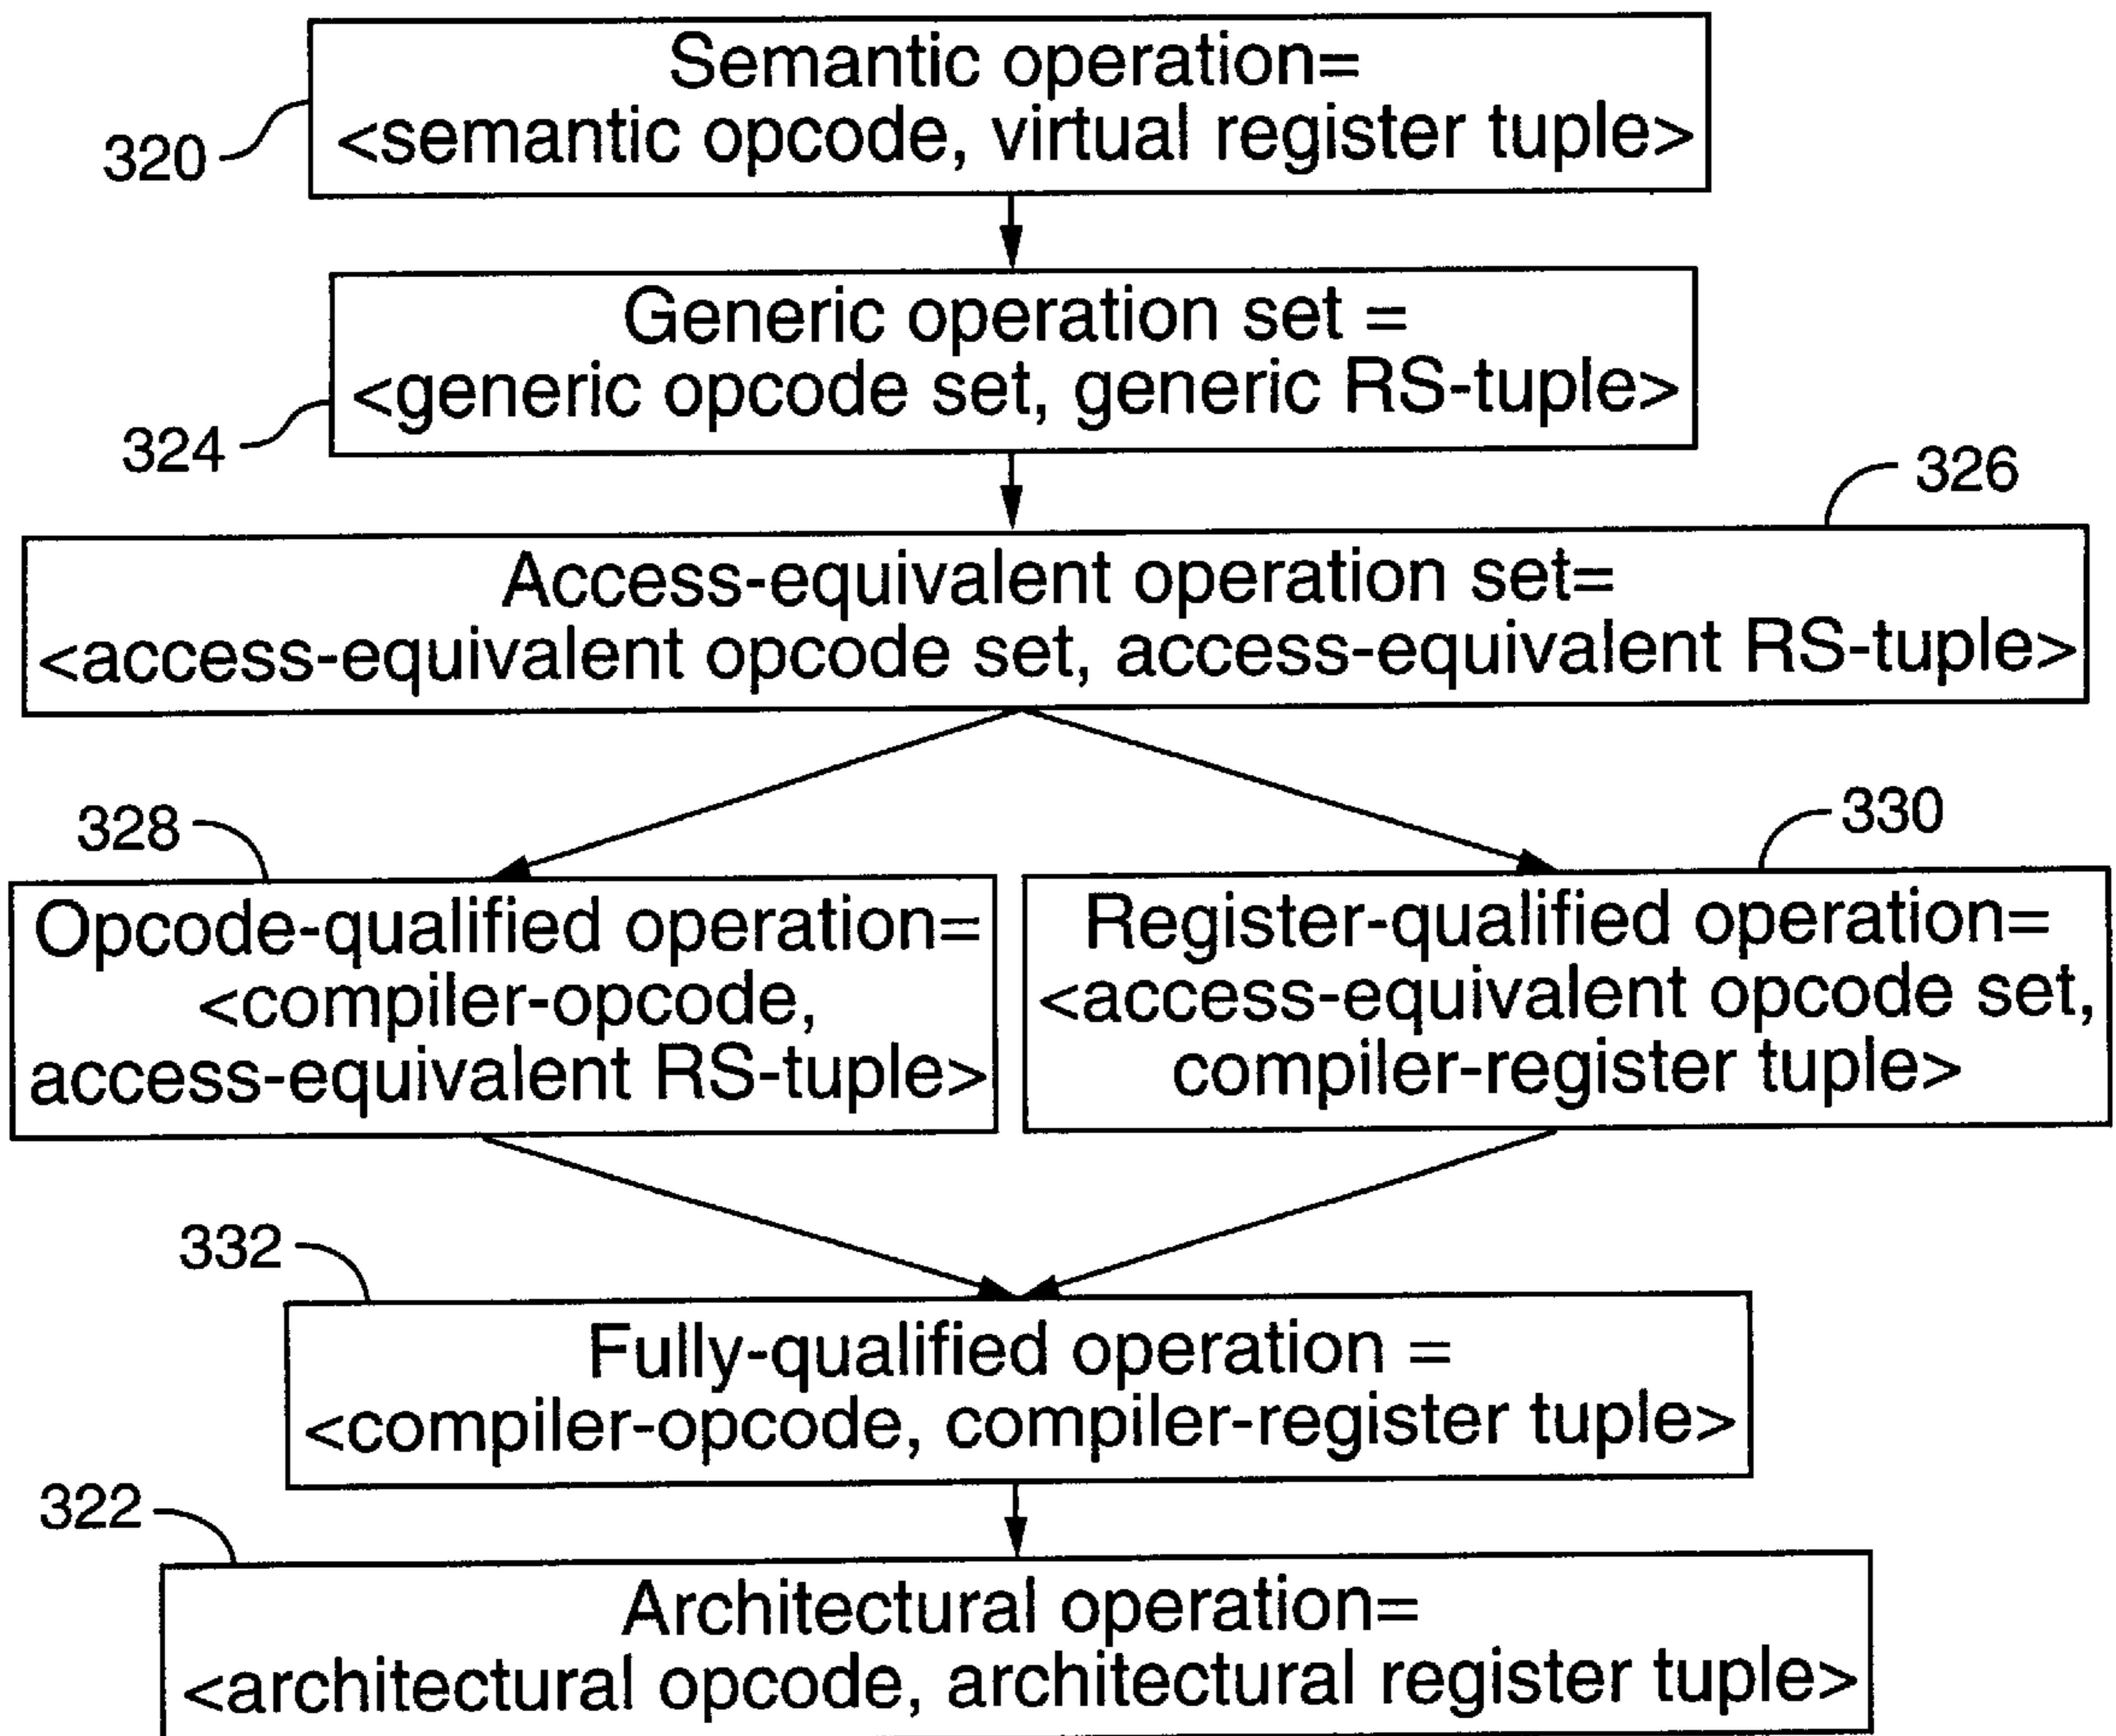 Semantic operation=
<semantic opcode, virtual register tuple>
320
Generic operation set =
<generic opcode set, generic RS-tuple>
324
326
Access-equivalent operation set=
<access-equivalent opcode set, access-equivalent RS-tuple>
328
330
Opcode-qualified operation=
<compiler-opcode,
access-equivalent RS-tuple>
Register-qualified operation=
<access-equivalent opcode set,
compiler-register tuple>
332
Fully-qualified operation =
<compiler-opcode, compiler-register tuple>
322
Architectural operation=
<architectural opcode, architectural register tuple>